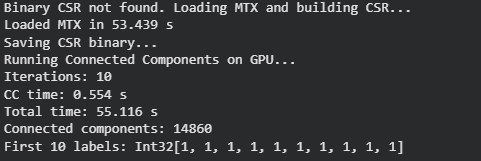 Binary CSR not found. Loading MTX and building CSR...
Loaded MTX in 53.439 s
Saving CSR binary...
Running Connected Components on GPU...
Iterations: 10
CC time: 0.554 s
Total time: 55.116 s
Connected components: 14860
First 10 labels: Int32[1, 1, 1, 1, 1, 1, 1, 1, 1, 1]